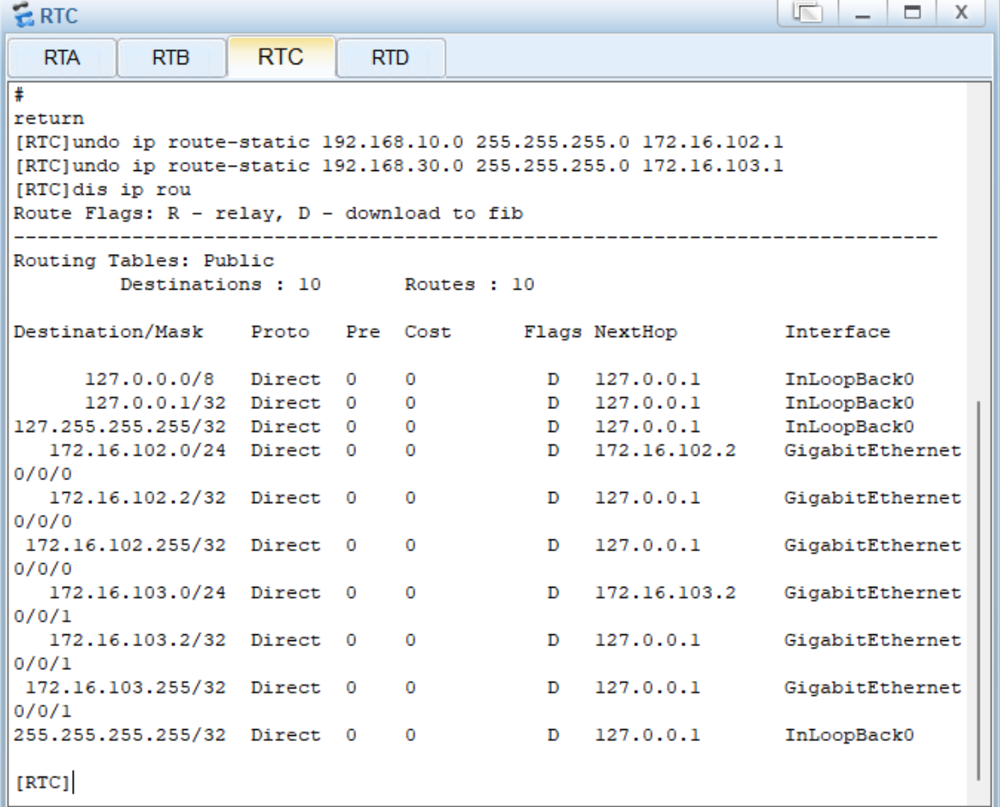 RTC
X
RTA RTB RTC RTD
#
return
[RTC]undo ip route-static 192.168.10.0 255.255.255.0 172.16.102.1
[RTC]undo ip route-static 192.168.30.0 255.255.255.0 172.16.103.1
[RTC]dis ip rou
Route Flags: R - relay, D - download to fib
------------------------------------------------------------------------------
Routing Tables: Public
         Destinations : 10       Routes : 10

Destination/Mask    Proto   Pre  Cost      Flags NextHop         Interface

      127.0.0.0/8   Direct  0    0           D   127.0.0.1       InLoopBack0
      127.0.0.1/32  Direct  0    0           D   127.0.0.1       InLoopBack0
127.255.255.255/32  Direct  0    0           D   127.0.0.1       InLoopBack0
   172.16.102.0/24  Direct  0    0           D   172.16.102.2    GigabitEthernet
0/0/0
   172.16.102.2/32  Direct  0    0           D   127.0.0.1       GigabitEthernet
0/0/0
 172.16.102.255/32  Direct  0    0           D   127.0.0.1       GigabitEthernet
0/0/0
   172.16.103.0/24  Direct  0    0           D   172.16.103.2    GigabitEthernet
0/0/1
   172.16.103.2/32  Direct  0    0           D   127.0.0.1       GigabitEthernet
0/0/1
 172.16.103.255/32  Direct  0    0           D   127.0.0.1       GigabitEthernet
0/0/1
255.255.255.255/32  Direct  0    0           D   127.0.0.1       InLoopBack0

[RTC]